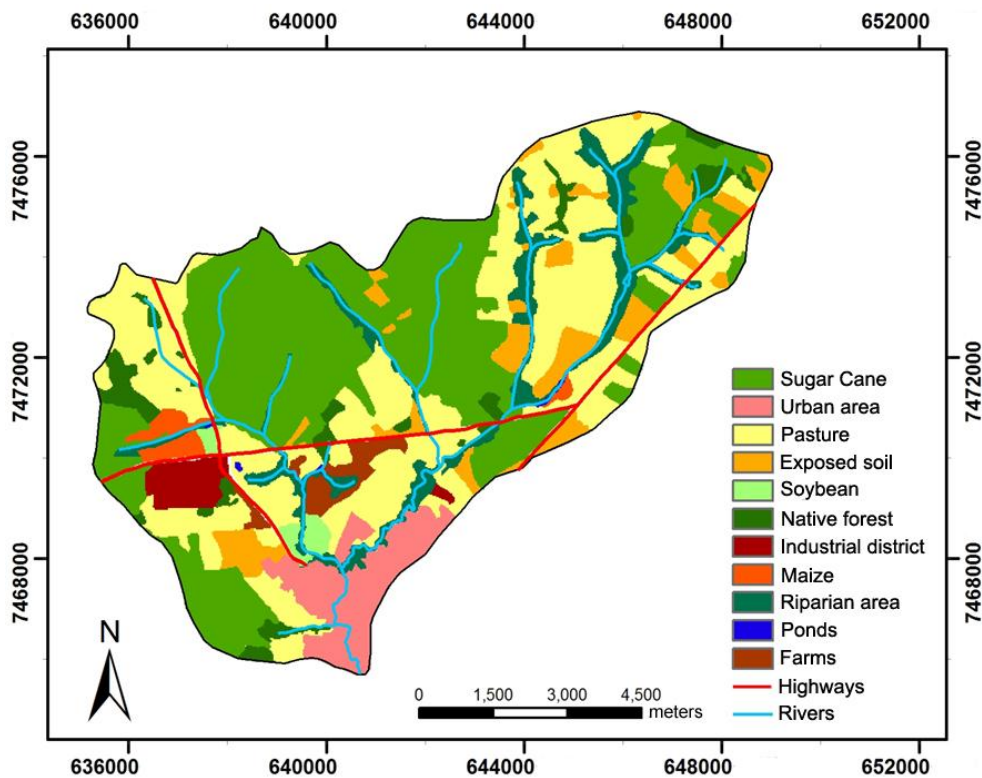 636000 640000 644000 648000 652000
7476000 7476000
7472000 7472000
7468000 7468000
Sugar Cane
Urban area
Pasture
Exposed soil
Soybean
Native forest
Industrial district
Maize
Riparian area
Ponds
Farms
Highways
Rivers
N
0 1,500 3,000 4,500
meters
636000 640000 644000 648000 652000